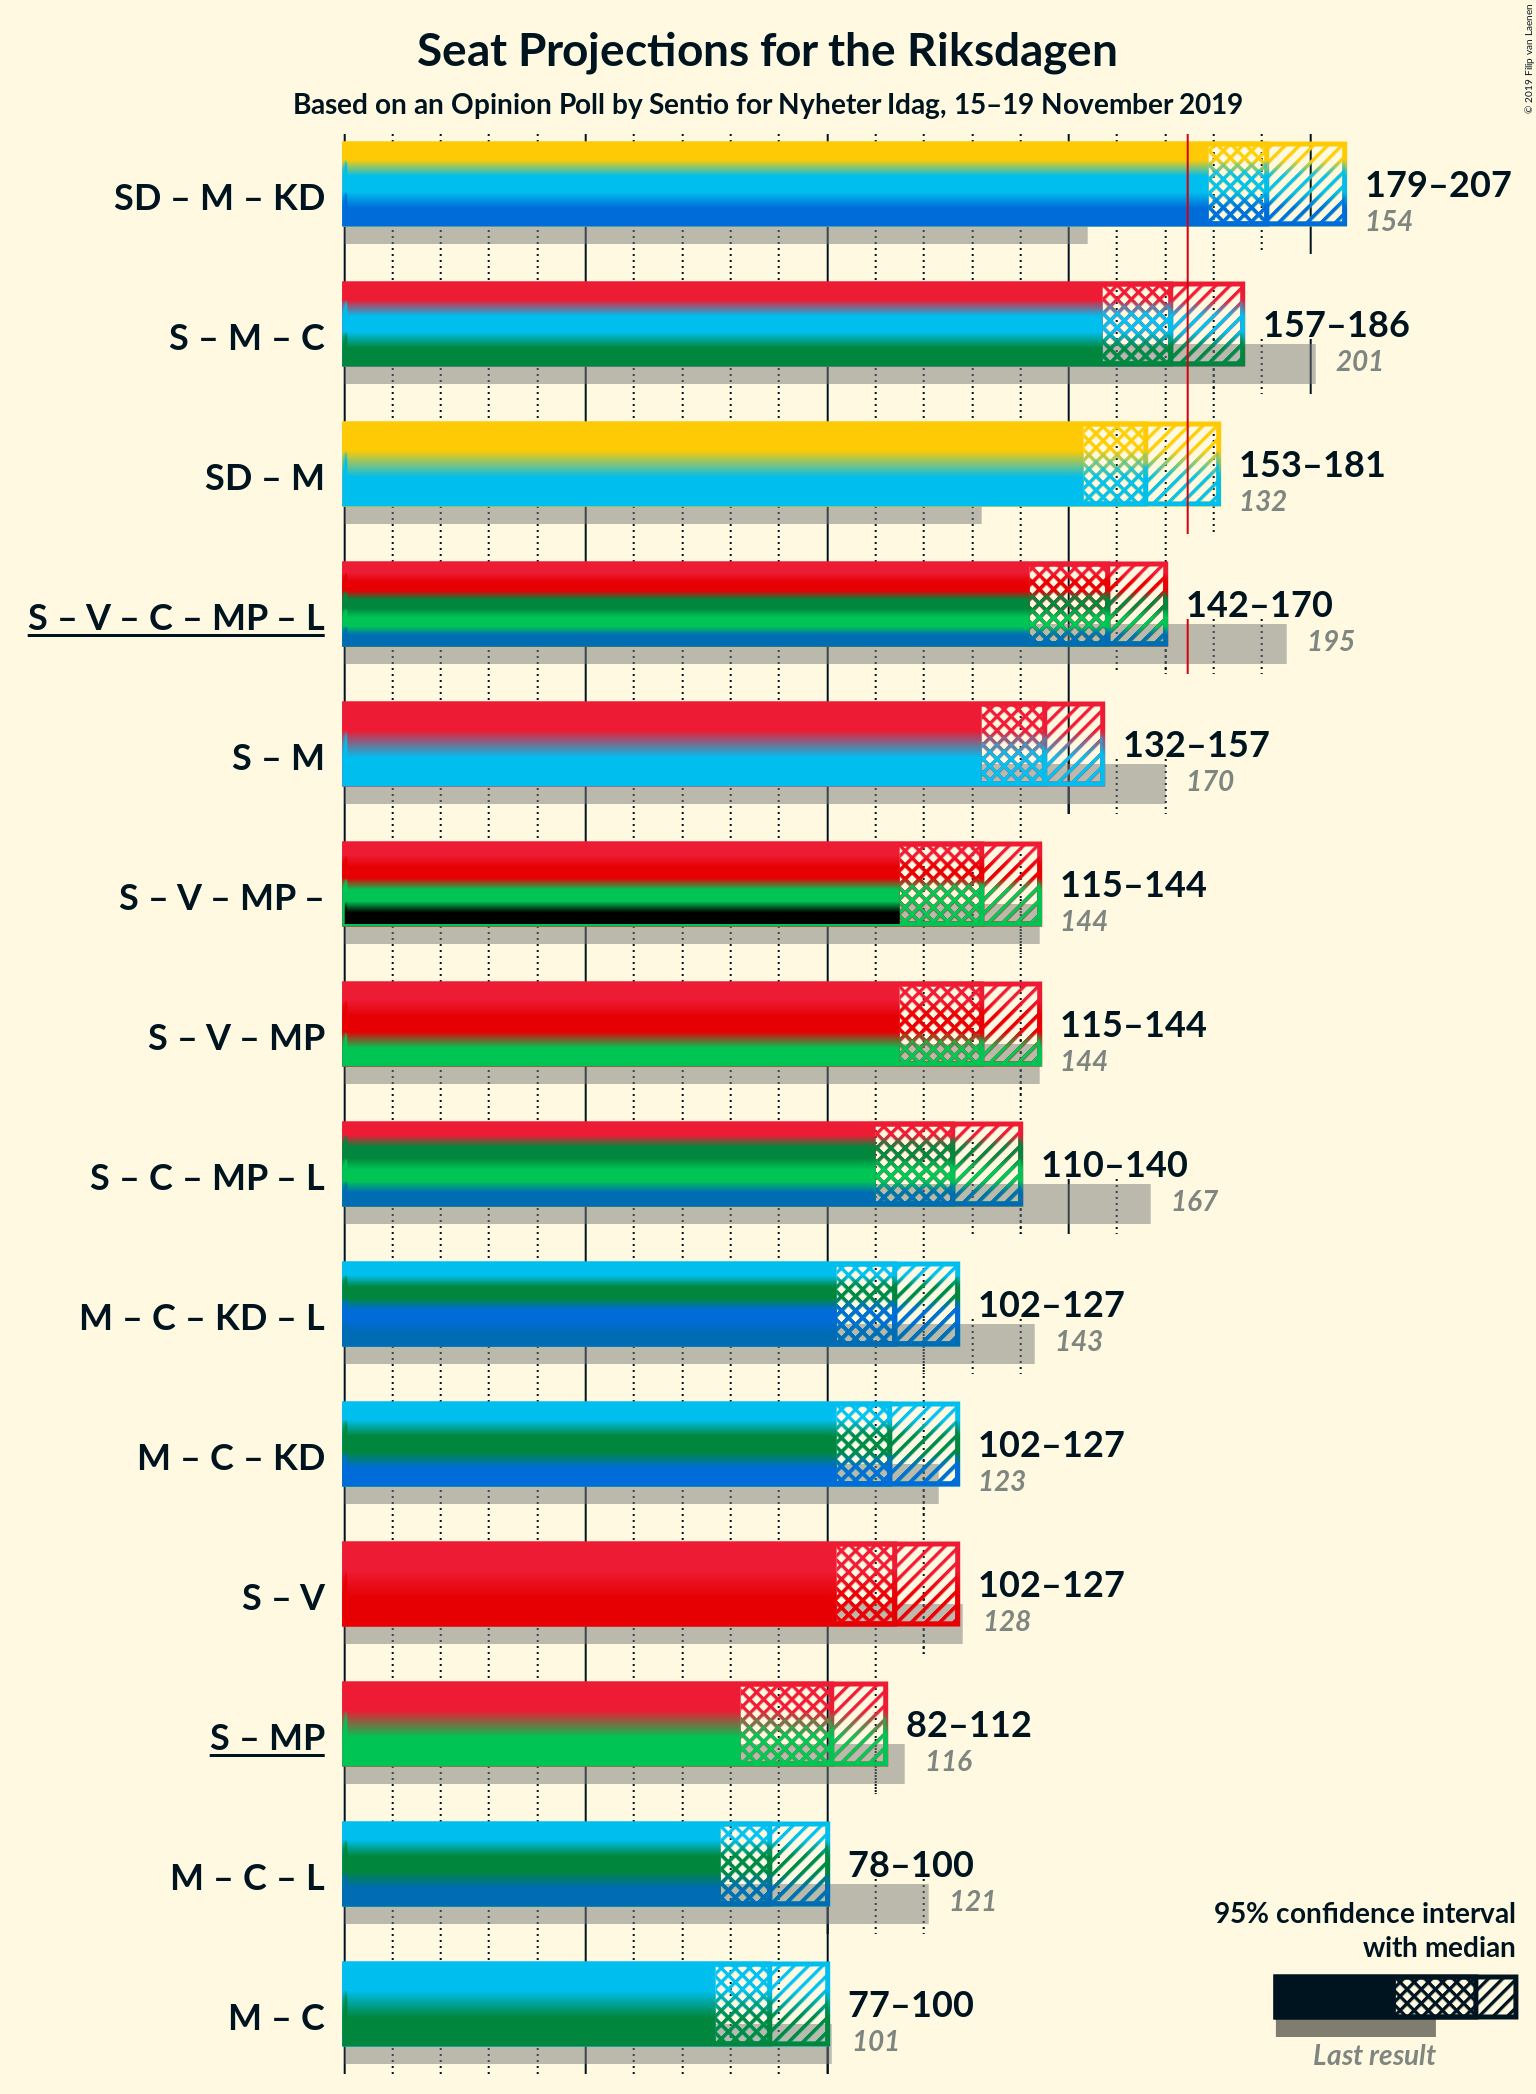 Seat Projections for the Riksdagen
Based on an Opinion Poll by Sentio for Nyheter Idag, 15–19 November 2019
© 2019 Filip van Laenen
SD – M – KD
179–207
154
S – M – C
157–186
201
SD – M
153–181
132
S – V – C – MP – L
142–170
195
S – M
132–157
170
S – V – MP –
115–144
144
S – V – MP
115–144
144
S – C – MP – L
110–140
167
M – C – KD – L
102–127
143
M – C – KD
102–127
123
S – V
102–127
128
S – MP
82–112
116
M – C – L
78–100
121
M – C
77–100
101
95% confidence interval
with median
Last result